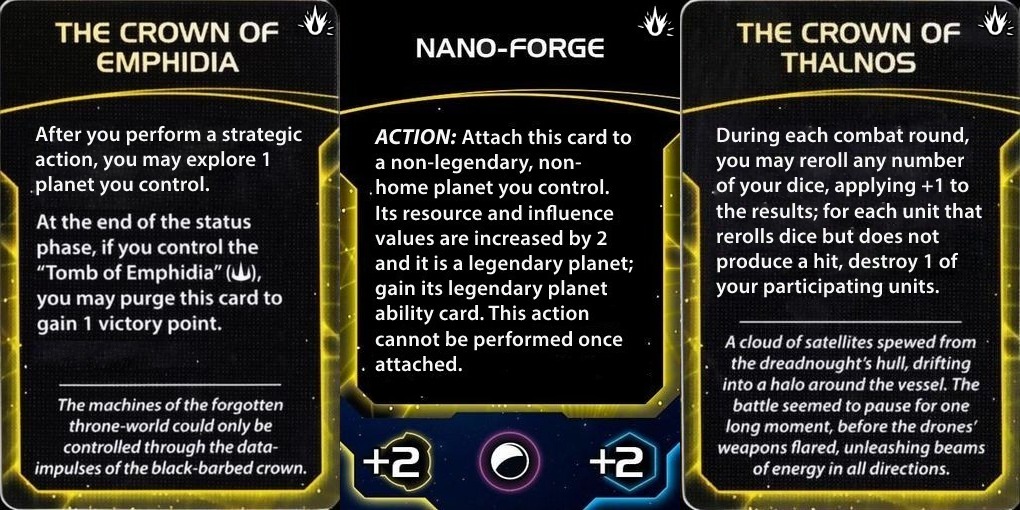 THE CROWN OF
EMPHIDIA
After you perform a strategic
action, you may explore 1
planet you control.
At the end of the status
phase, if you control the
“Tomb of Emphidia” (),
you may purge this card to
gain 1 victory point.
The machines of the forgotten
throne-world could only be
controlled through the data-
impulses of the black-barbed crown.
NANO-FORGE
ACTION: Attach this card to
a non-legendary, non-
home planet you control.
Its resource and influence
values are increased by 2
and it is a legendary planet;
gain its legendary planet
ability card. This action
cannot be performed once
attached.
+2
+2
THE CROWN OF
THALNOS
During each combat round,
you may reroll any number
of your dice, applying +1 to
the results; for each unit that
rerolls dice but does not
produce a hit, destroy 1 of
your participating units.
A cloud of satellites spewed from
the dreadnought’s hull, drifting
into a halo around the vessel. The
battle seemed to pause for one
long moment, before the drones’
weapons flared, unleashing beams
of energy in all directions.